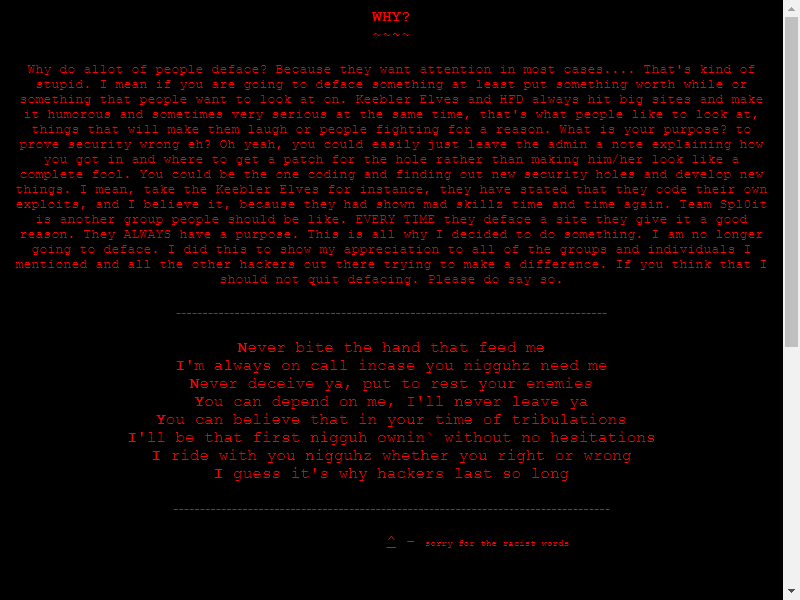 WHY?
~~~~
Why do allot of people deface? Because they want attention in most cases.... That's kind of
stupid. I mean if you are going to deface something at least put something worth while or
something that people want to look at on. Keebler Elves and HFD always hit big sites and make
it humorous and sometimes very serious at the same time, that's what people like to look at,
things that will make them laugh or people fighting for a reason. What is your purpose? to
prove security wrong eh? Oh yeah, you could easily just leave the admin a note explaining how
you got in and where to get a patch for the hole rather than making him/her look like a
complete fool. You could be the one coding and finding out new security holes and develop new
things. I mean, take the Keebler Elves for instance, they have stated that they code their own
exploits, and I believe it, because they had shown mad skillz time and time again. Team Spl0it
is another group people should be like. EVERY TIME they deface a site they give it a good
reason. They ALWAYS have a purpose. This is all why I decided to do something. I am no longer
going to deface. I did this to show my appreciation to all of the groups and individuals I
mentioned and all the other hackers out there trying to make a difference. If you think that I
should not quit defacing. Please do say so.
--------------------------------------------------------------------------------
Never bite the hand that feed me
I'm always on call incase you nigguhz need me
Never deceive ya, put to rest your enemies
You can depend on me, I'll never leave ya
You can believe that in your time of tribulations
I'll be that first nigguh ownin` without no hesitations
I ride with you nigguhz whether you right or wrong
I guess it's why hackers last so long
--------------------------------------------------------------------------------
^ - sorry for the racist words